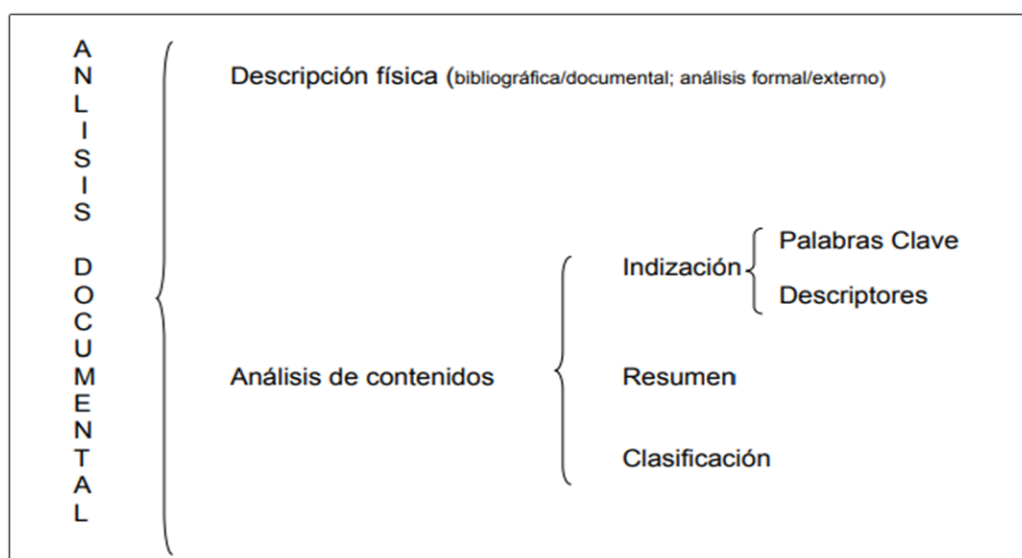 ANLISIS DOCUMENTAL
Descripción física (bibliográfica/documental; análisis formal/externo)
Análisis de contenidos
Indización
Palabras Clave
Descriptores
Resumen
Clasificación